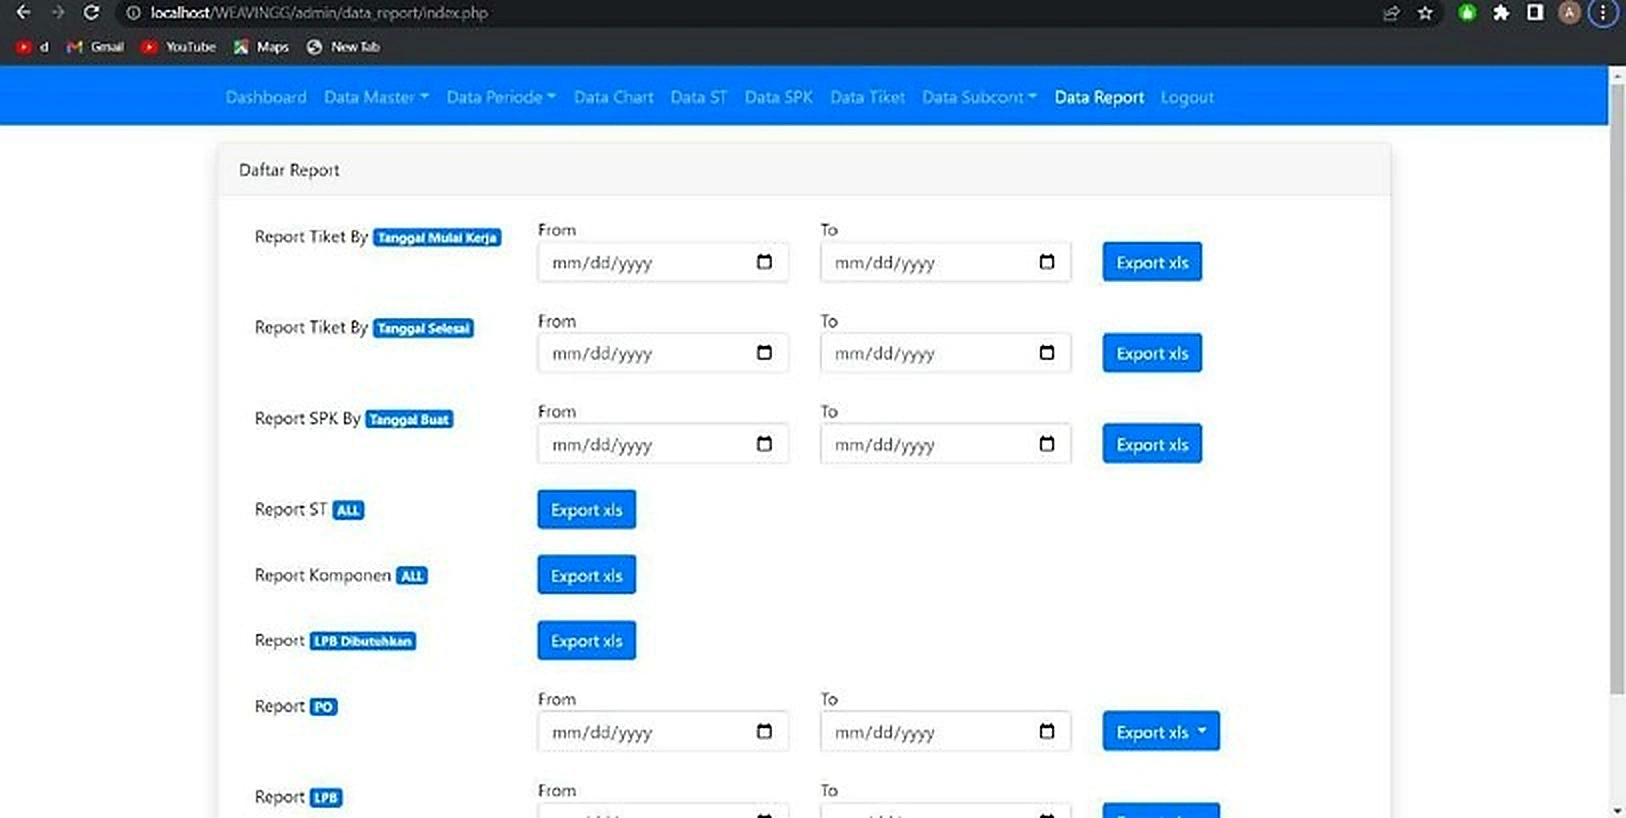 localhost/WEAVINGG/admin/data_report/index.php
d Gmail YouTube Maps New Tab
Dashboard Data Master Data Periode Data Chart Data ST Data SPK Data Tiket Data Subcont Data Report Logout
Daftar Report
From To
Report Tiket By Tanggal Mulai Kerja
mm/dd/yyyy mm/dd/yyyy Export xls
From To
Report Tiket By Tanggal Selesai
mm/dd/yyyy mm/dd/yyyy Export xls
From To
Report SPK By Tanggal Buat
mm/dd/yyyy mm/dd/yyyy Export xls
Report ST ALL Export xls
Report Komponen ALL Export xls
Report LPB Dibutuhkan Export xls
From To
Report PO
mm/dd/yyyy mm/dd/yyyy Export xls
From To
Report LPB